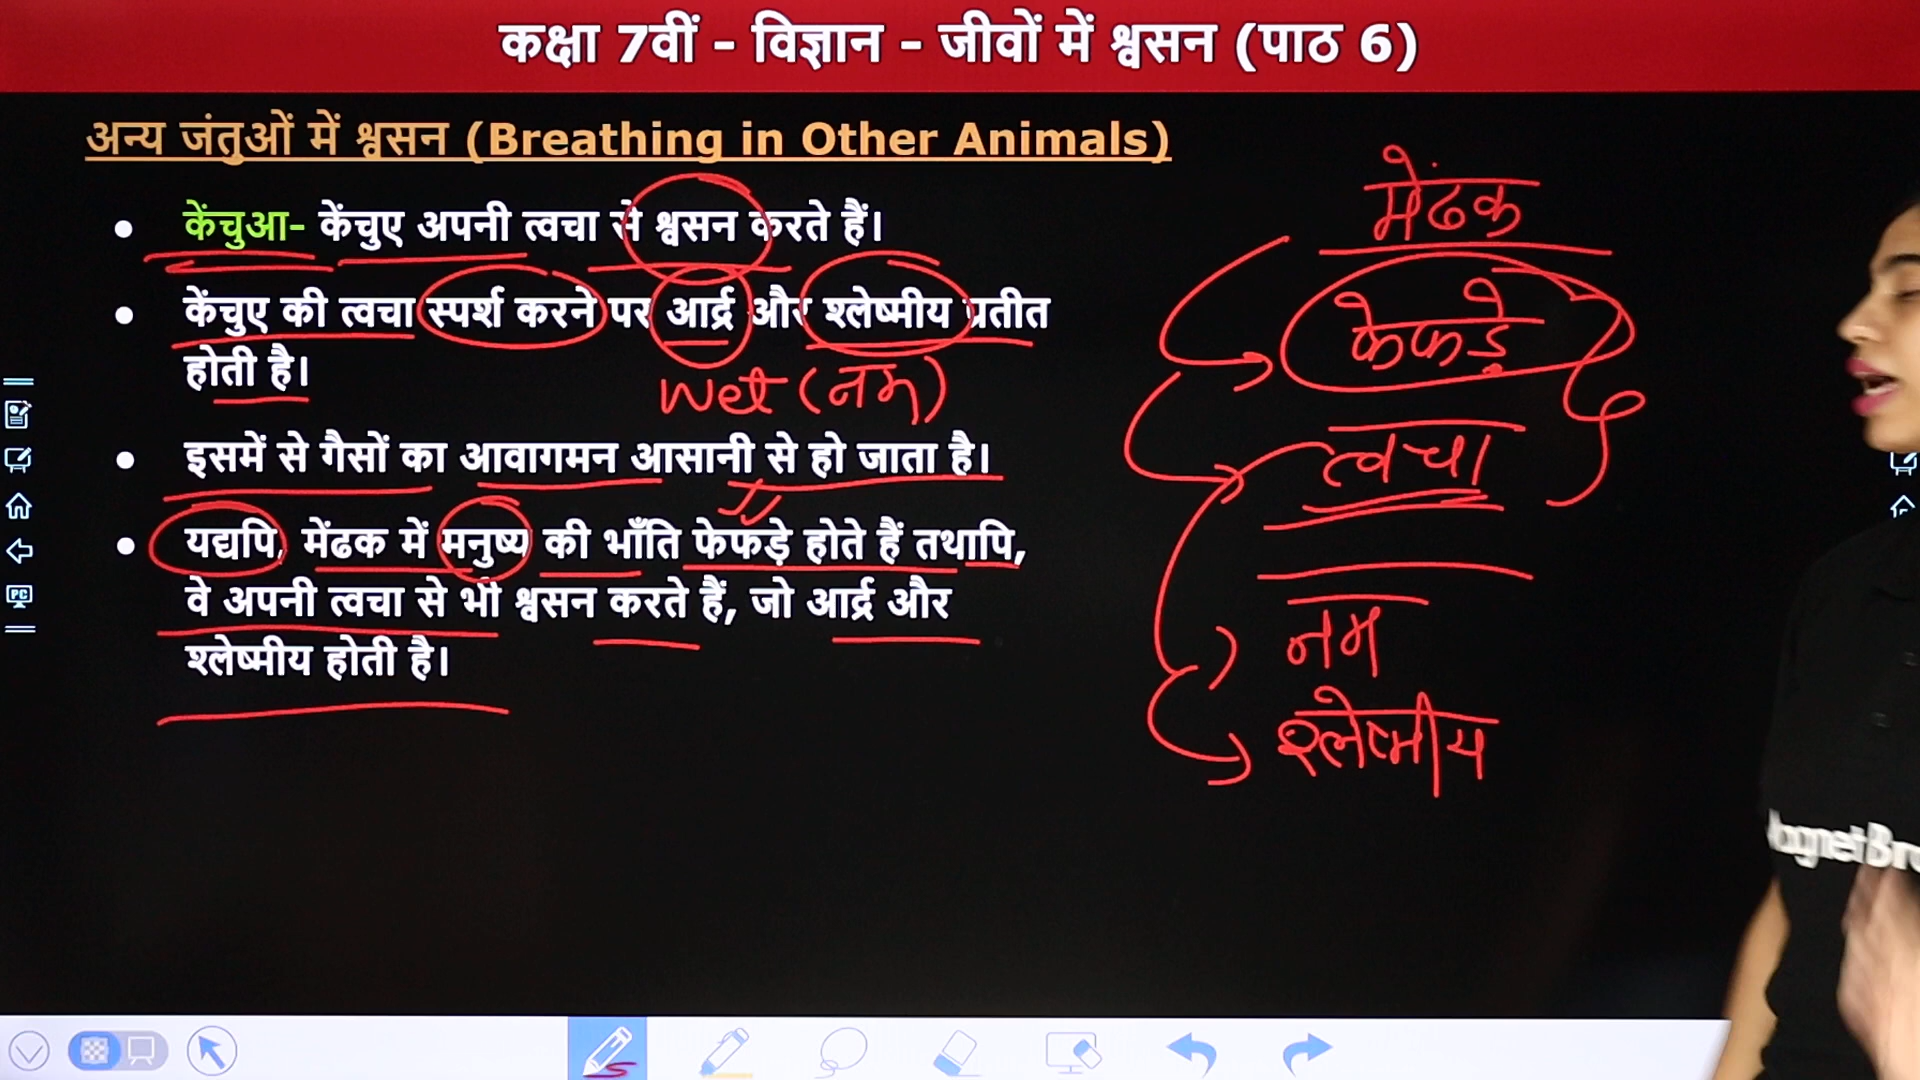 कक्षा 7वीं - विज्ञान - जीवों में श्वसन (पाठ 6)
अन्य जंतुओं में श्वसन (Breathing in Other Animals)
केंचुआ- केंचुए अपनी त्वचा से श्वसन करते हैं।
केंचुए की त्वचा स्पर्श करने पर आर्द्र और श्लेष्मीय प्रतीत
होती है।
wet (नम)
इसमें से गैसों का आवागमन आसानी से हो जाता है।
यद्यपि, मेंढक में मनुष्य की भाँति फेफड़े होते हैं तथापि,
वे अपनी त्वचा से भी श्वसन करते हैं, जो आर्द्र और
श्लेष्मीय होती है।
मेंढक
केकडे़
त्वचा
नम
श्लेष्मीय
PC